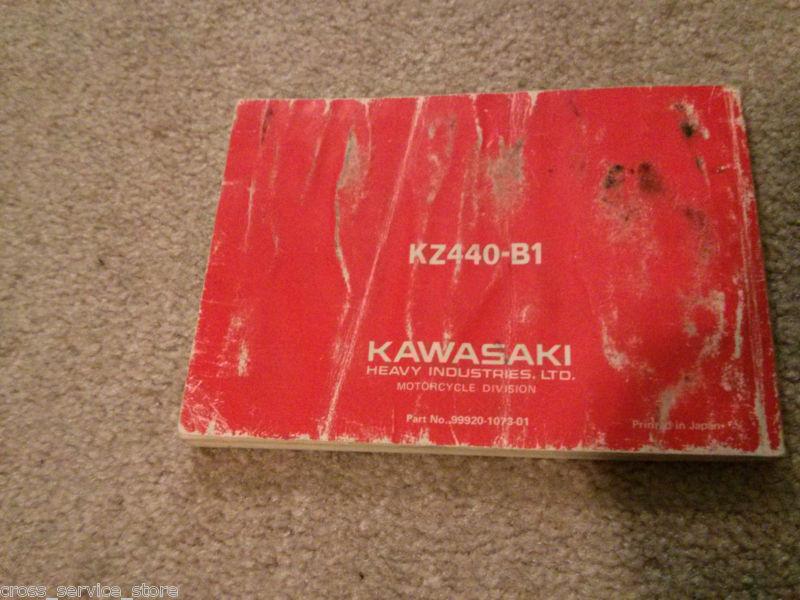 KZ440-B1
KAWASAKI
HEAVY INDUSTRIES, LTD.
MOTORCYCLE DIVISION
Part No. 99920-1073-01
Printed in Japan
cross_service_store